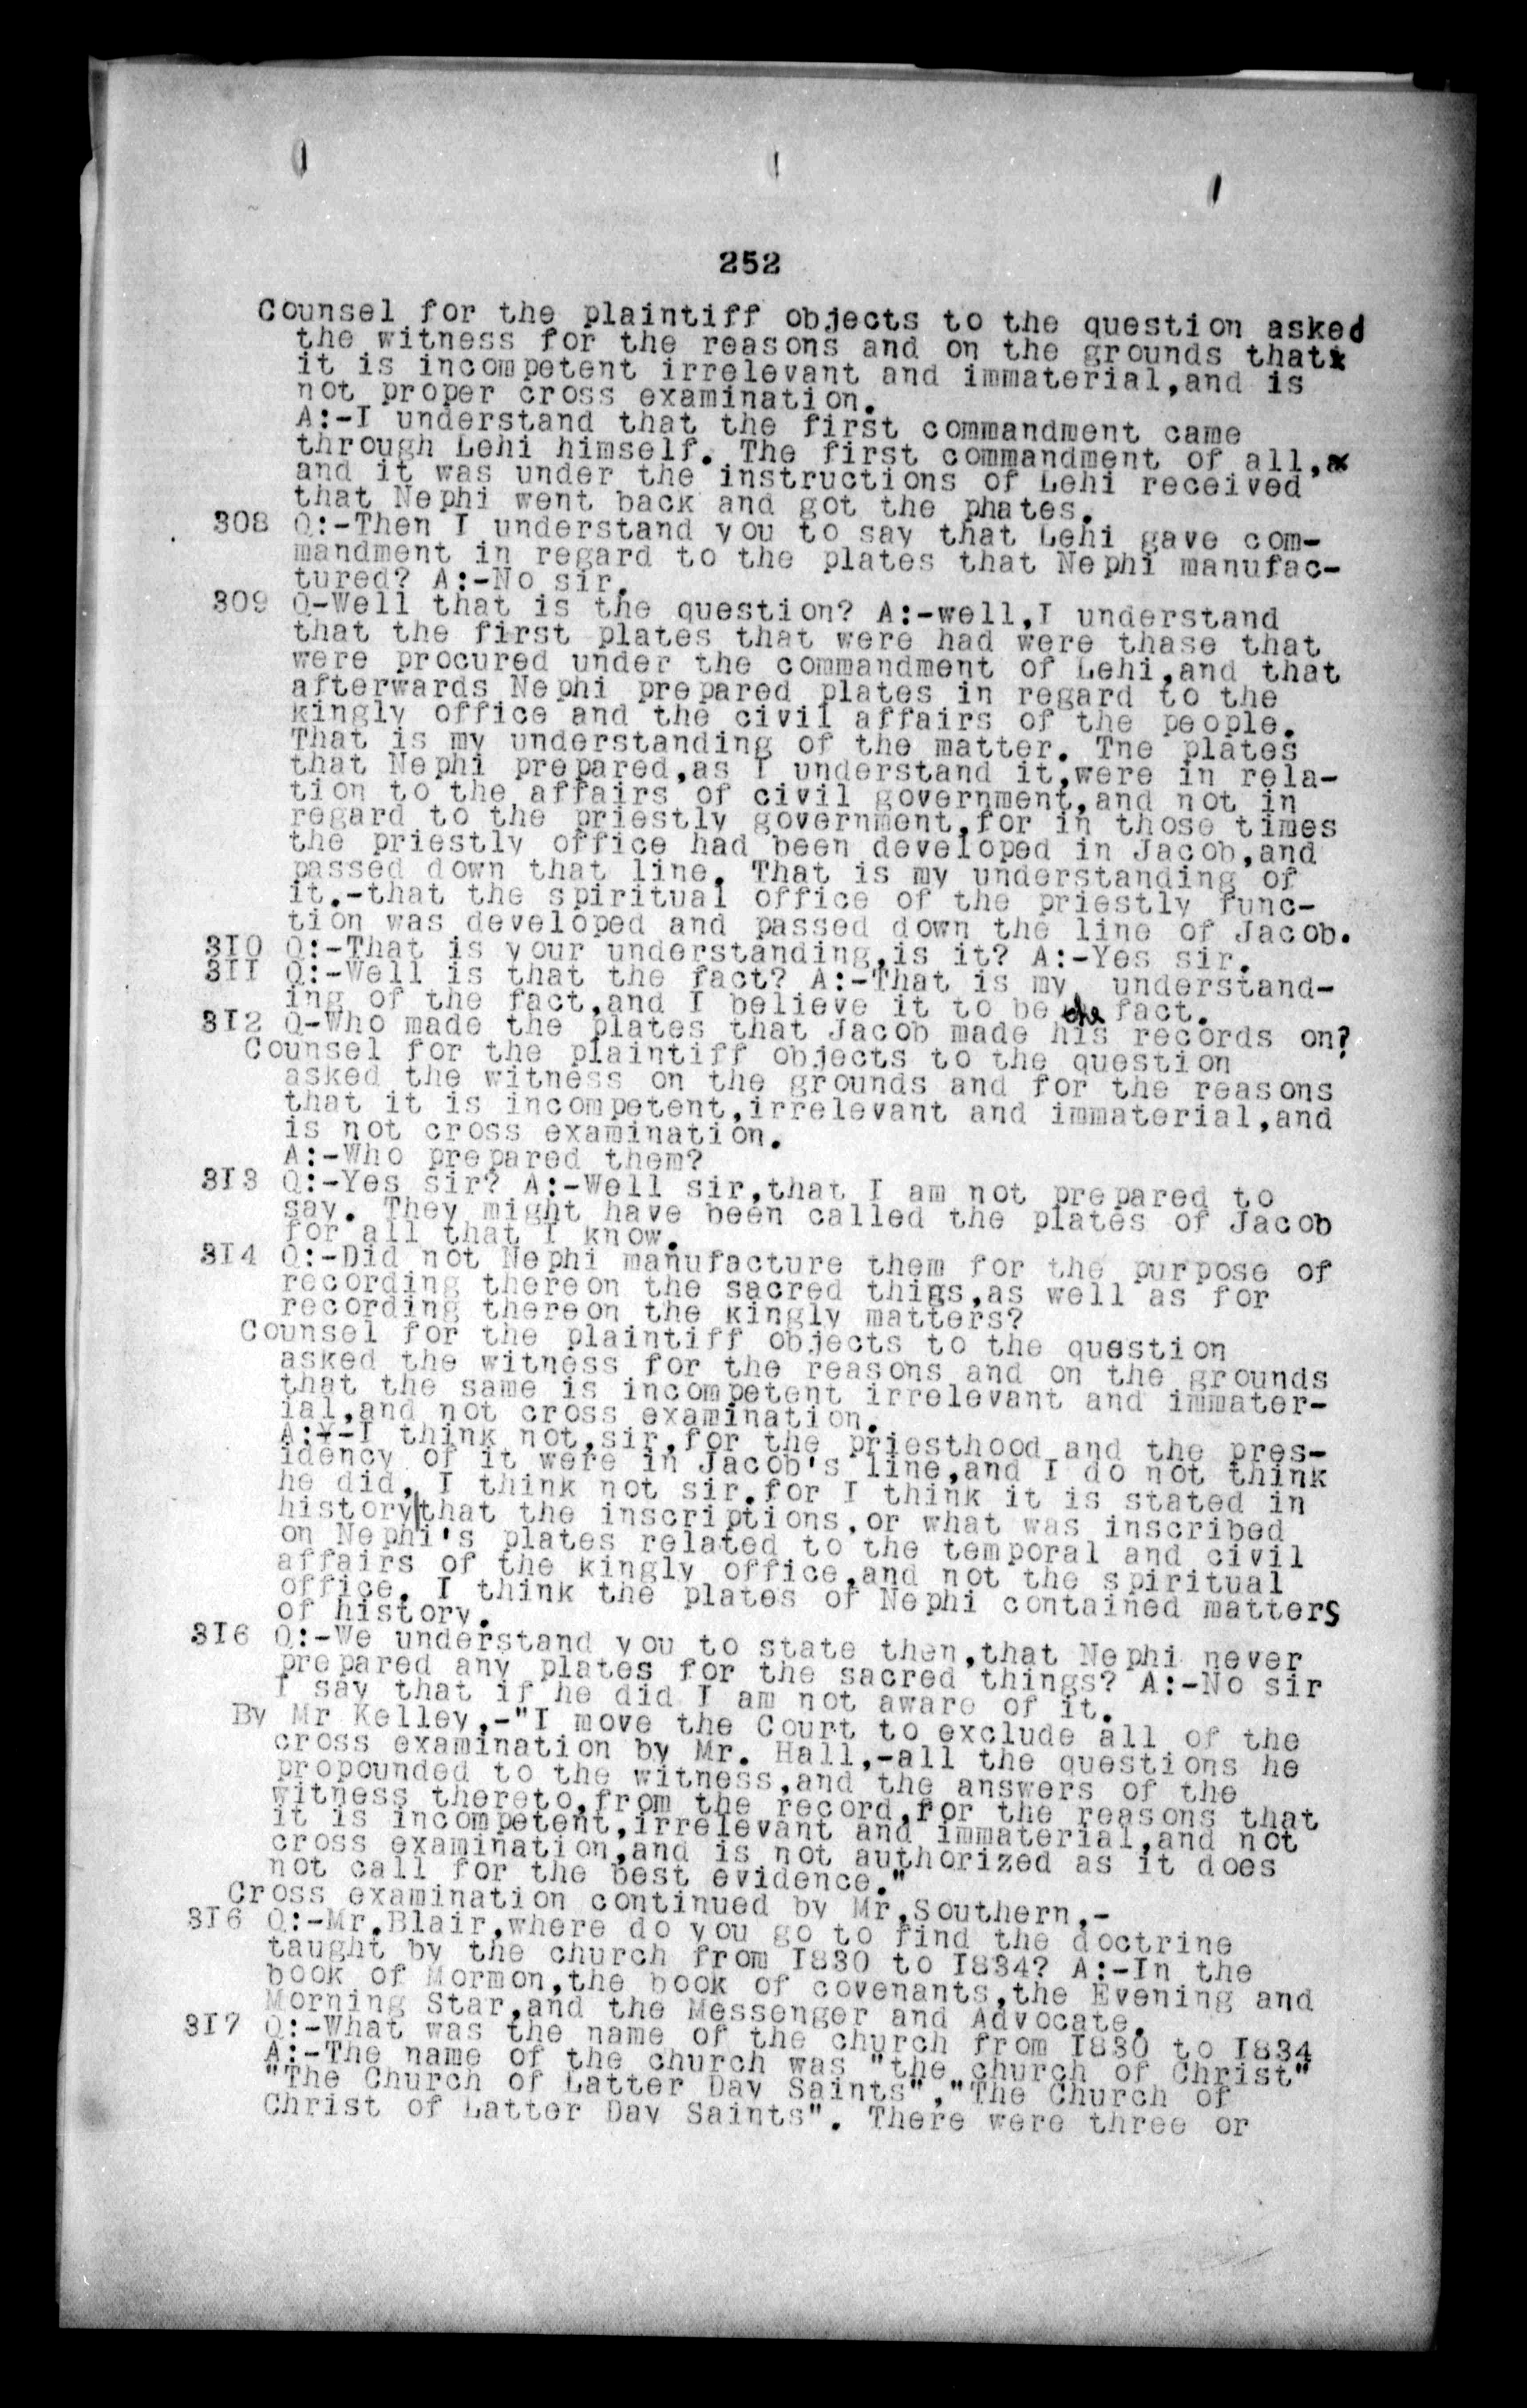 252
Counsel for the plaintiff objects to the question asked
the witness for the reasons and on the grounds that
it is incompetent irrelevant and immaterial,and is
not proper cross examination.
A:-I understand that the first commandment came
through Lehi himself. The first commandment of all,
and it was under the instructions of Lehi received
that Nephi went back and got the phates.
308 Q:-Then I understand you to say that Lehi gave com-
mandment in regard to the plates that Nephi manufac-
tured? A:-No sir.
309 Q-Well that is the question? A:-well,I understand
that the first plates that were had were thase that
were procured under the commandment of Lehi,and that
afterwards Nephi prepared plates in regard to the
kingly office and the civil affairs of the people.
That is my understanding of the matter. Tne plates
that Nephi prepared,as I understand it,were in rela-
tion to the affairs of civil government,and not in
regard to the priestly government,for in those times
the priestly office had been developed in Jacob,and
passed down that line. That is my understanding of
it.-that the spiritual office of the priestly func-
tion was developed and passed down the line of Jacob.
3I0 Q:-That is your understanding,is it? A:-Yes sir.
3II Q:-Well is that the fact? A:-That is my understand-
ing of the fact,and I believe it to be the fact.
3I2 Q-Who made the plates that Jacob made his records on?
Counsel for the plaintiff objects to the question
asked the witness on the grounds and for the reasons
that it is incompetent,irrelevant and immaterial,and
is not cross examination.
A:-Who prepared them?
3I3 Q:-Yes sir? A:-Well sir,that I am not prepared to
say. They might have been called the plates of Jacob
for all that I know.
3I4 Q:-Did not Nephi manufacture them for the purpose of
recording thereon the sacred thigs,as well as for
recording thereon the kingly matters?
Counsel for the plaintiff objects to the question
asked the witness for the reasons and on the grounds
that the same is incompetent irrelevant and immater-
ial,and not cross examination.
A:-I think not,sir,for the priesthood and the pres-
idency of it were in Jacob's line,and I do not think
he did, I think not sir.for I think it is stated in
history that the inscriptions,or what was inscribed
on Nephi's plates related to the temporal and civil
affairs of the kingly office,and not the spiritual
office. I think the plates of Nephi contained matters
of history.
3I6 Q:-We understand you to state then,that Nephi never
prepared any plates for the sacred things? A:-No sir
I say that if he did I am not aware of it.
By Mr Kelley,-"I move the Court to exclude all of the
cross examination by Mr. Hall,-all the questions he
propounded to the witness,and the answers of the
witness thereto,from the record,for the reasons that
it is incompetent,irrelevant and immaterial,and not
cross examination,and is not authorized as it does
not call for the best evidence."
Cross examination continued by Mr,Southern,-
3I6 Q:-Mr.Blair,where do you go to find the doctrine
taught by the church from I830 to I834? A:-In the
book of Mormon,the book of covenants,the Evening and
Morning Star,and the Messenger and Advocate.
3I7 Q:-What was the name of the church from I830 to I834
A:-The name of the church was "the church of Christ"
"The Church of Latter Day Saints","The Church of
Christ of Latter Day Saints". There were three or